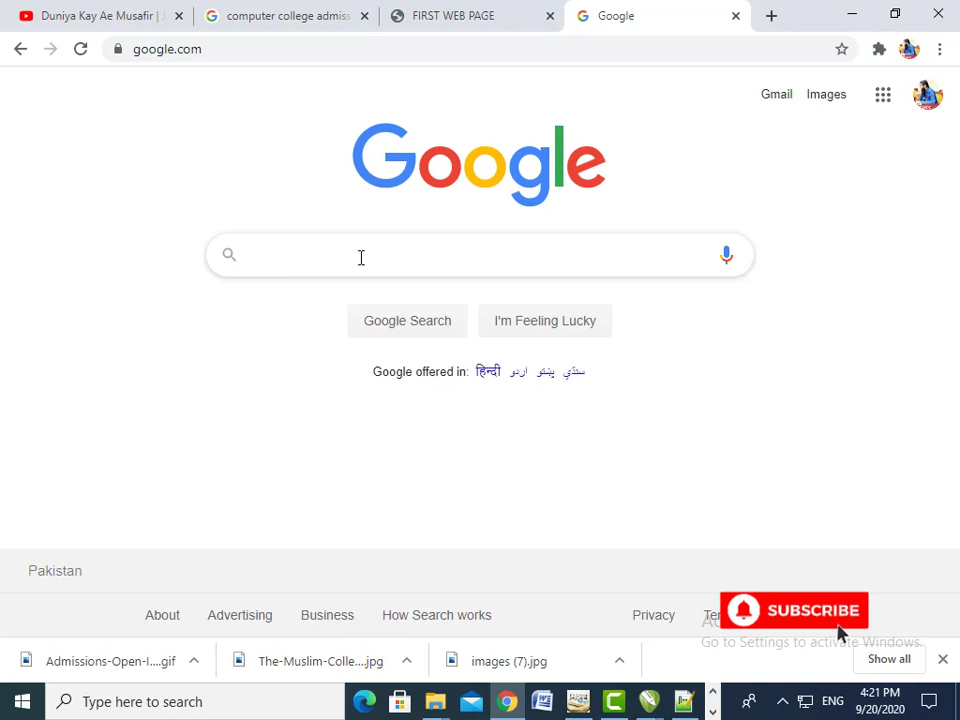 Duniya Kay Ae Musafir |
computer college admiss
FIRST WEB PAGE
Google
google.com
Gmail Images
Google
Google Search
I'm Feeling Lucky
Google offered in: हिन्दी اردو پښتو سنڌي
Pakistan
About Advertising Business How Search works Privacy
SUBSCRIBE
Go to Settings to activate Windows.
Admissions-Open-I....gif
The-Muslim-Colle....jpg
images (7).jpg
Show all
Type here to search
ENG
4:21 PM
9/20/2020